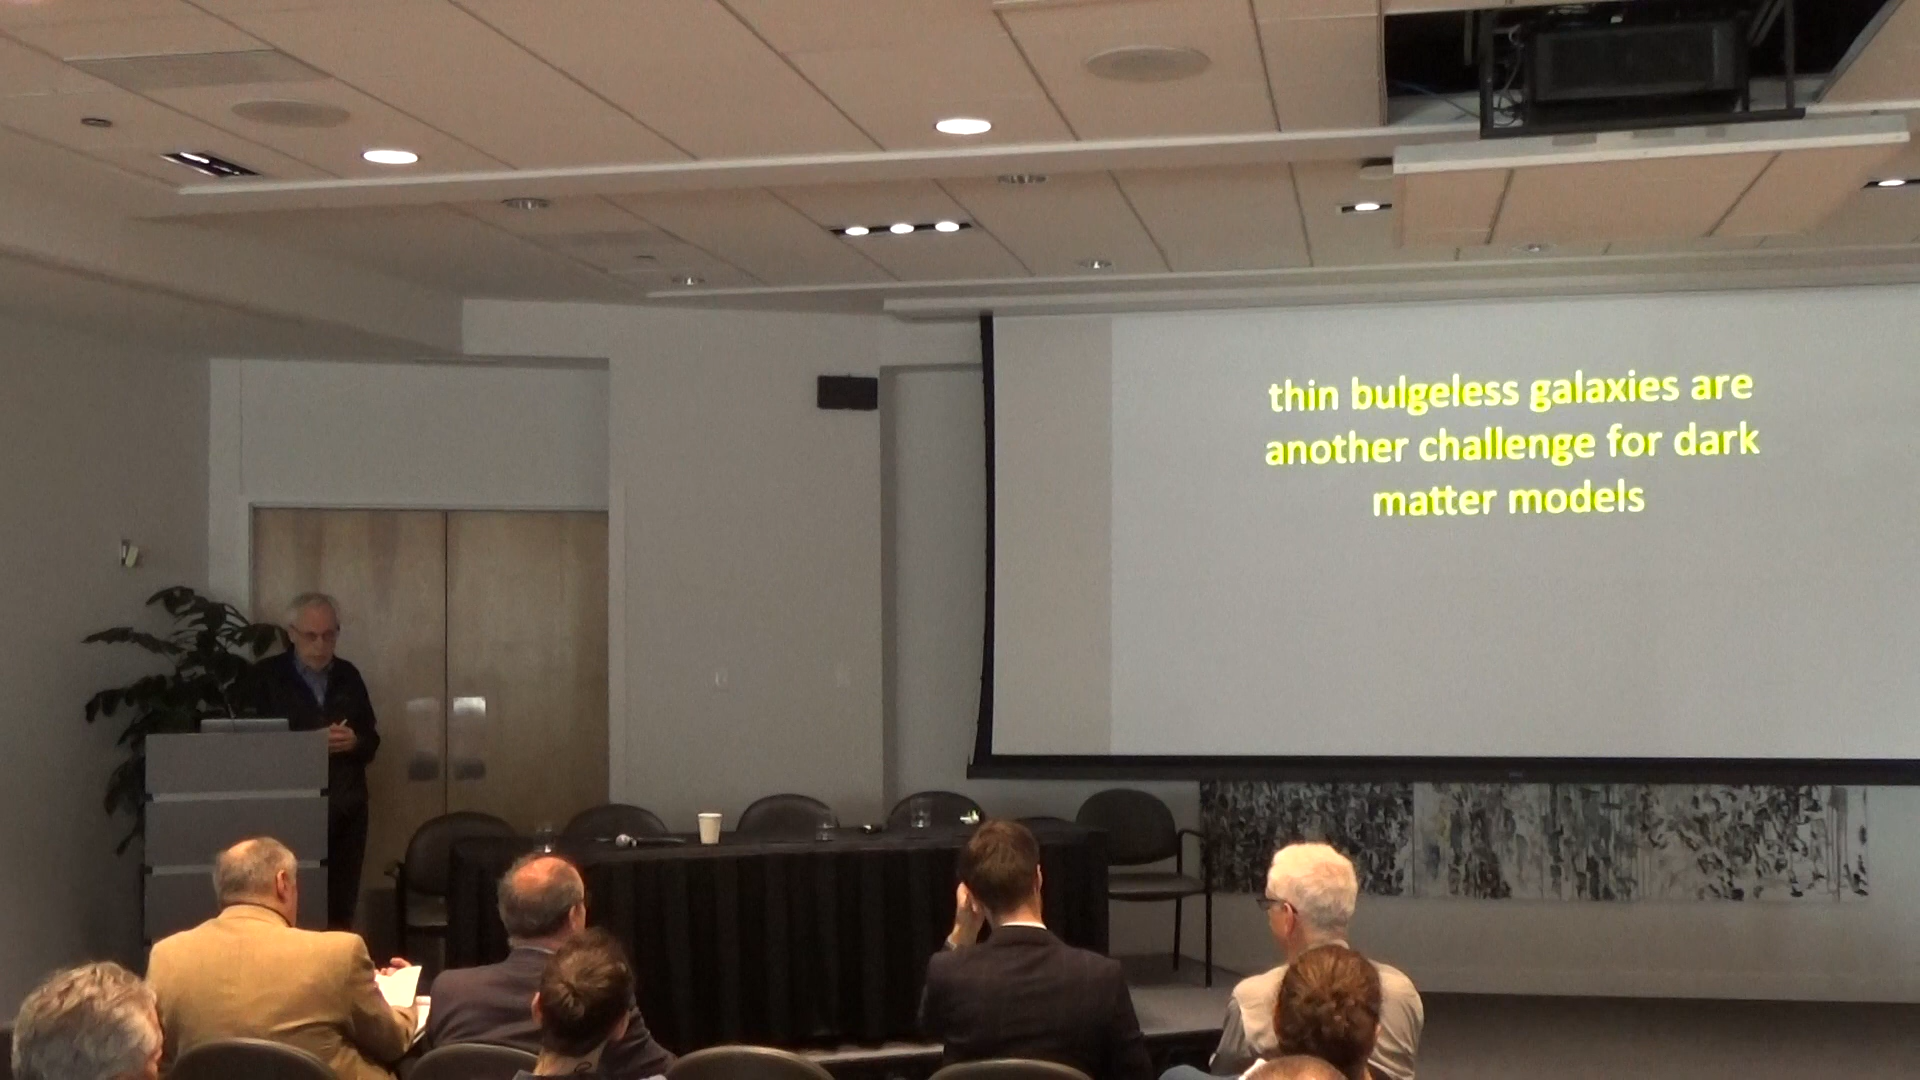 thin bulgeless galaxies are
another challenge for dark
matter models